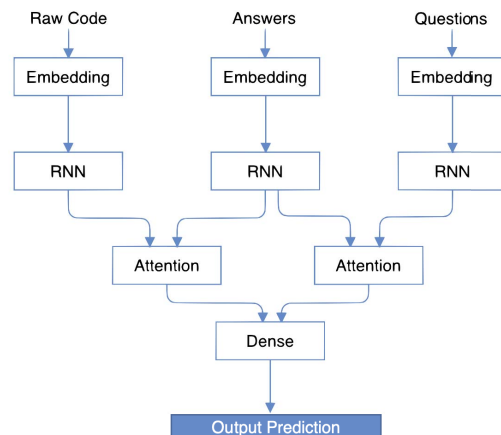 Raw Code Answers Questions
Embedding Embedding Embedding
RNN RNN RNN
Attention Attention
Dense
Output Prediction